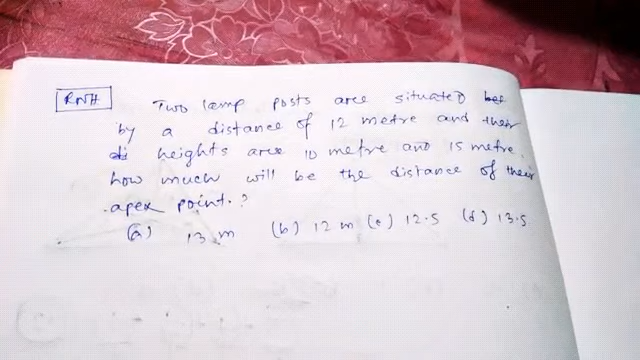 RNH Two lamp posts are situated bet
by a distance of 12 metre and their
di heights are 10 metre and 15 metre.
how much will be the distance of their
apex point.?
(a) 13 m (b) 12 m (c) 12.5 (d) 13.5